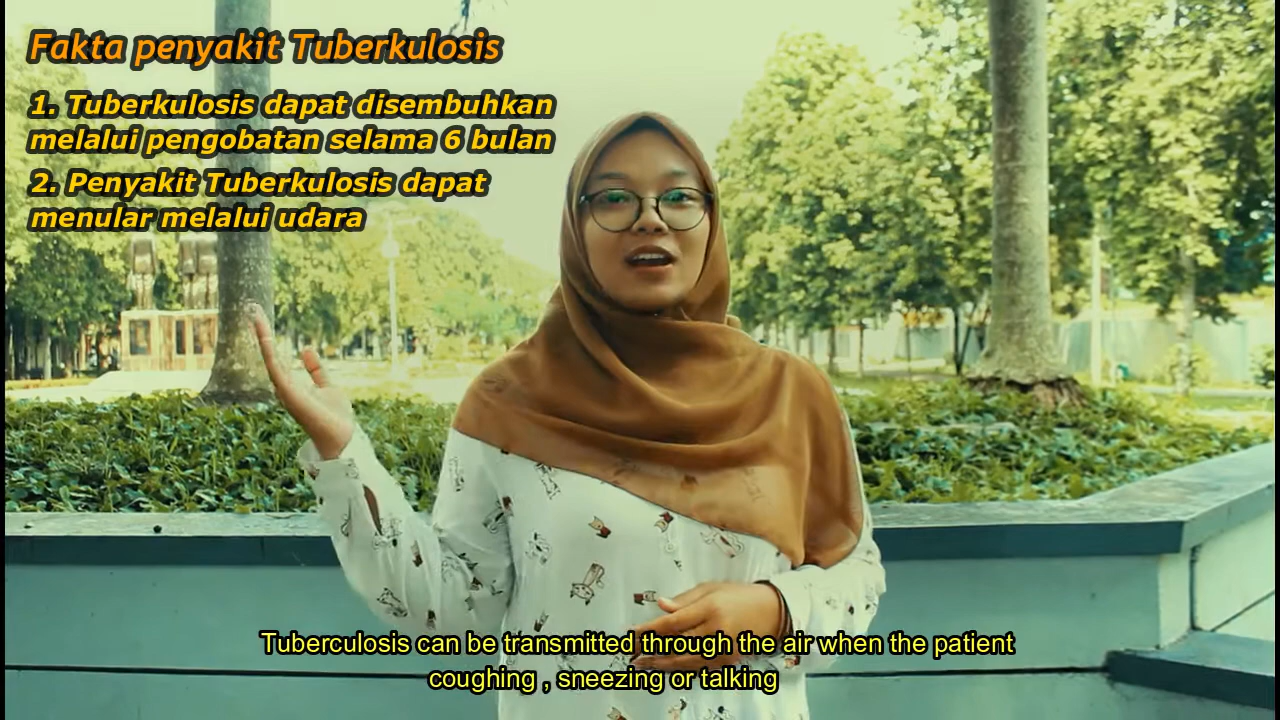 Fakta penyakit Tuberkulosis
1. Tuberkulosis dapat disembuhkan
melalui pengobatan selama 6 bulan
2. Penyakit Tuberkulosis dapat
menular melalui udara
Tuberculosis can be transmitted through the air when the patient
coughing , sneezing or talking